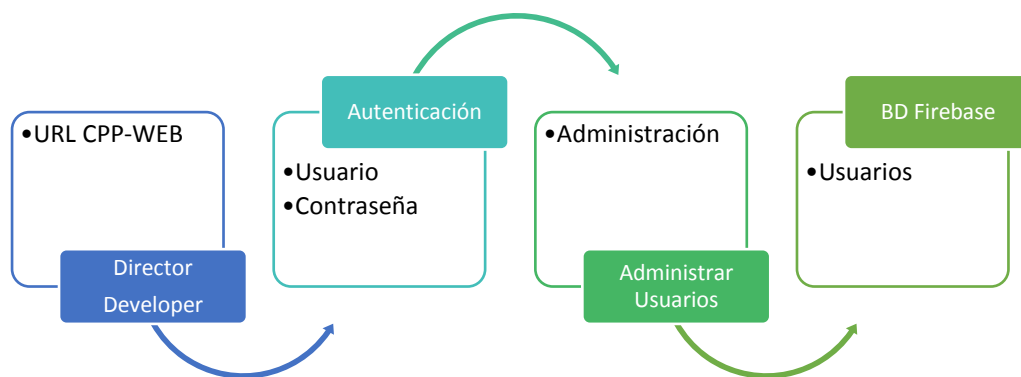 •URL CPP-WEB
Director
Developer
Autenticación
•Usuario
•Contraseña
•Administración
Administrar
Usuarios
BD Firebase
•Usuarios